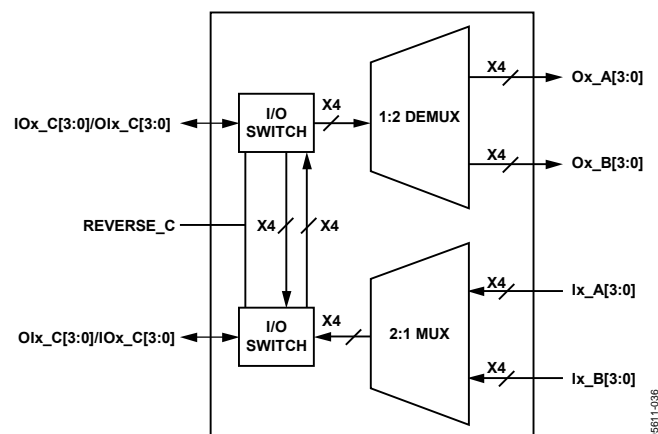 X4
Ox_A[3:0]
X4
I/O
SWITCH
1:2 DEMUX
IOx_C[3:0]/OIx_C[3:0]
X4
Ox_B[3:0]
REVERSE_C
X4
X4
X4
Ix_A[3:0]
I/O
SWITCH
X4
2:1 MUX
OIx_C[3:0]/IOx_C[3:0]
X4
Ix_B[3:0]